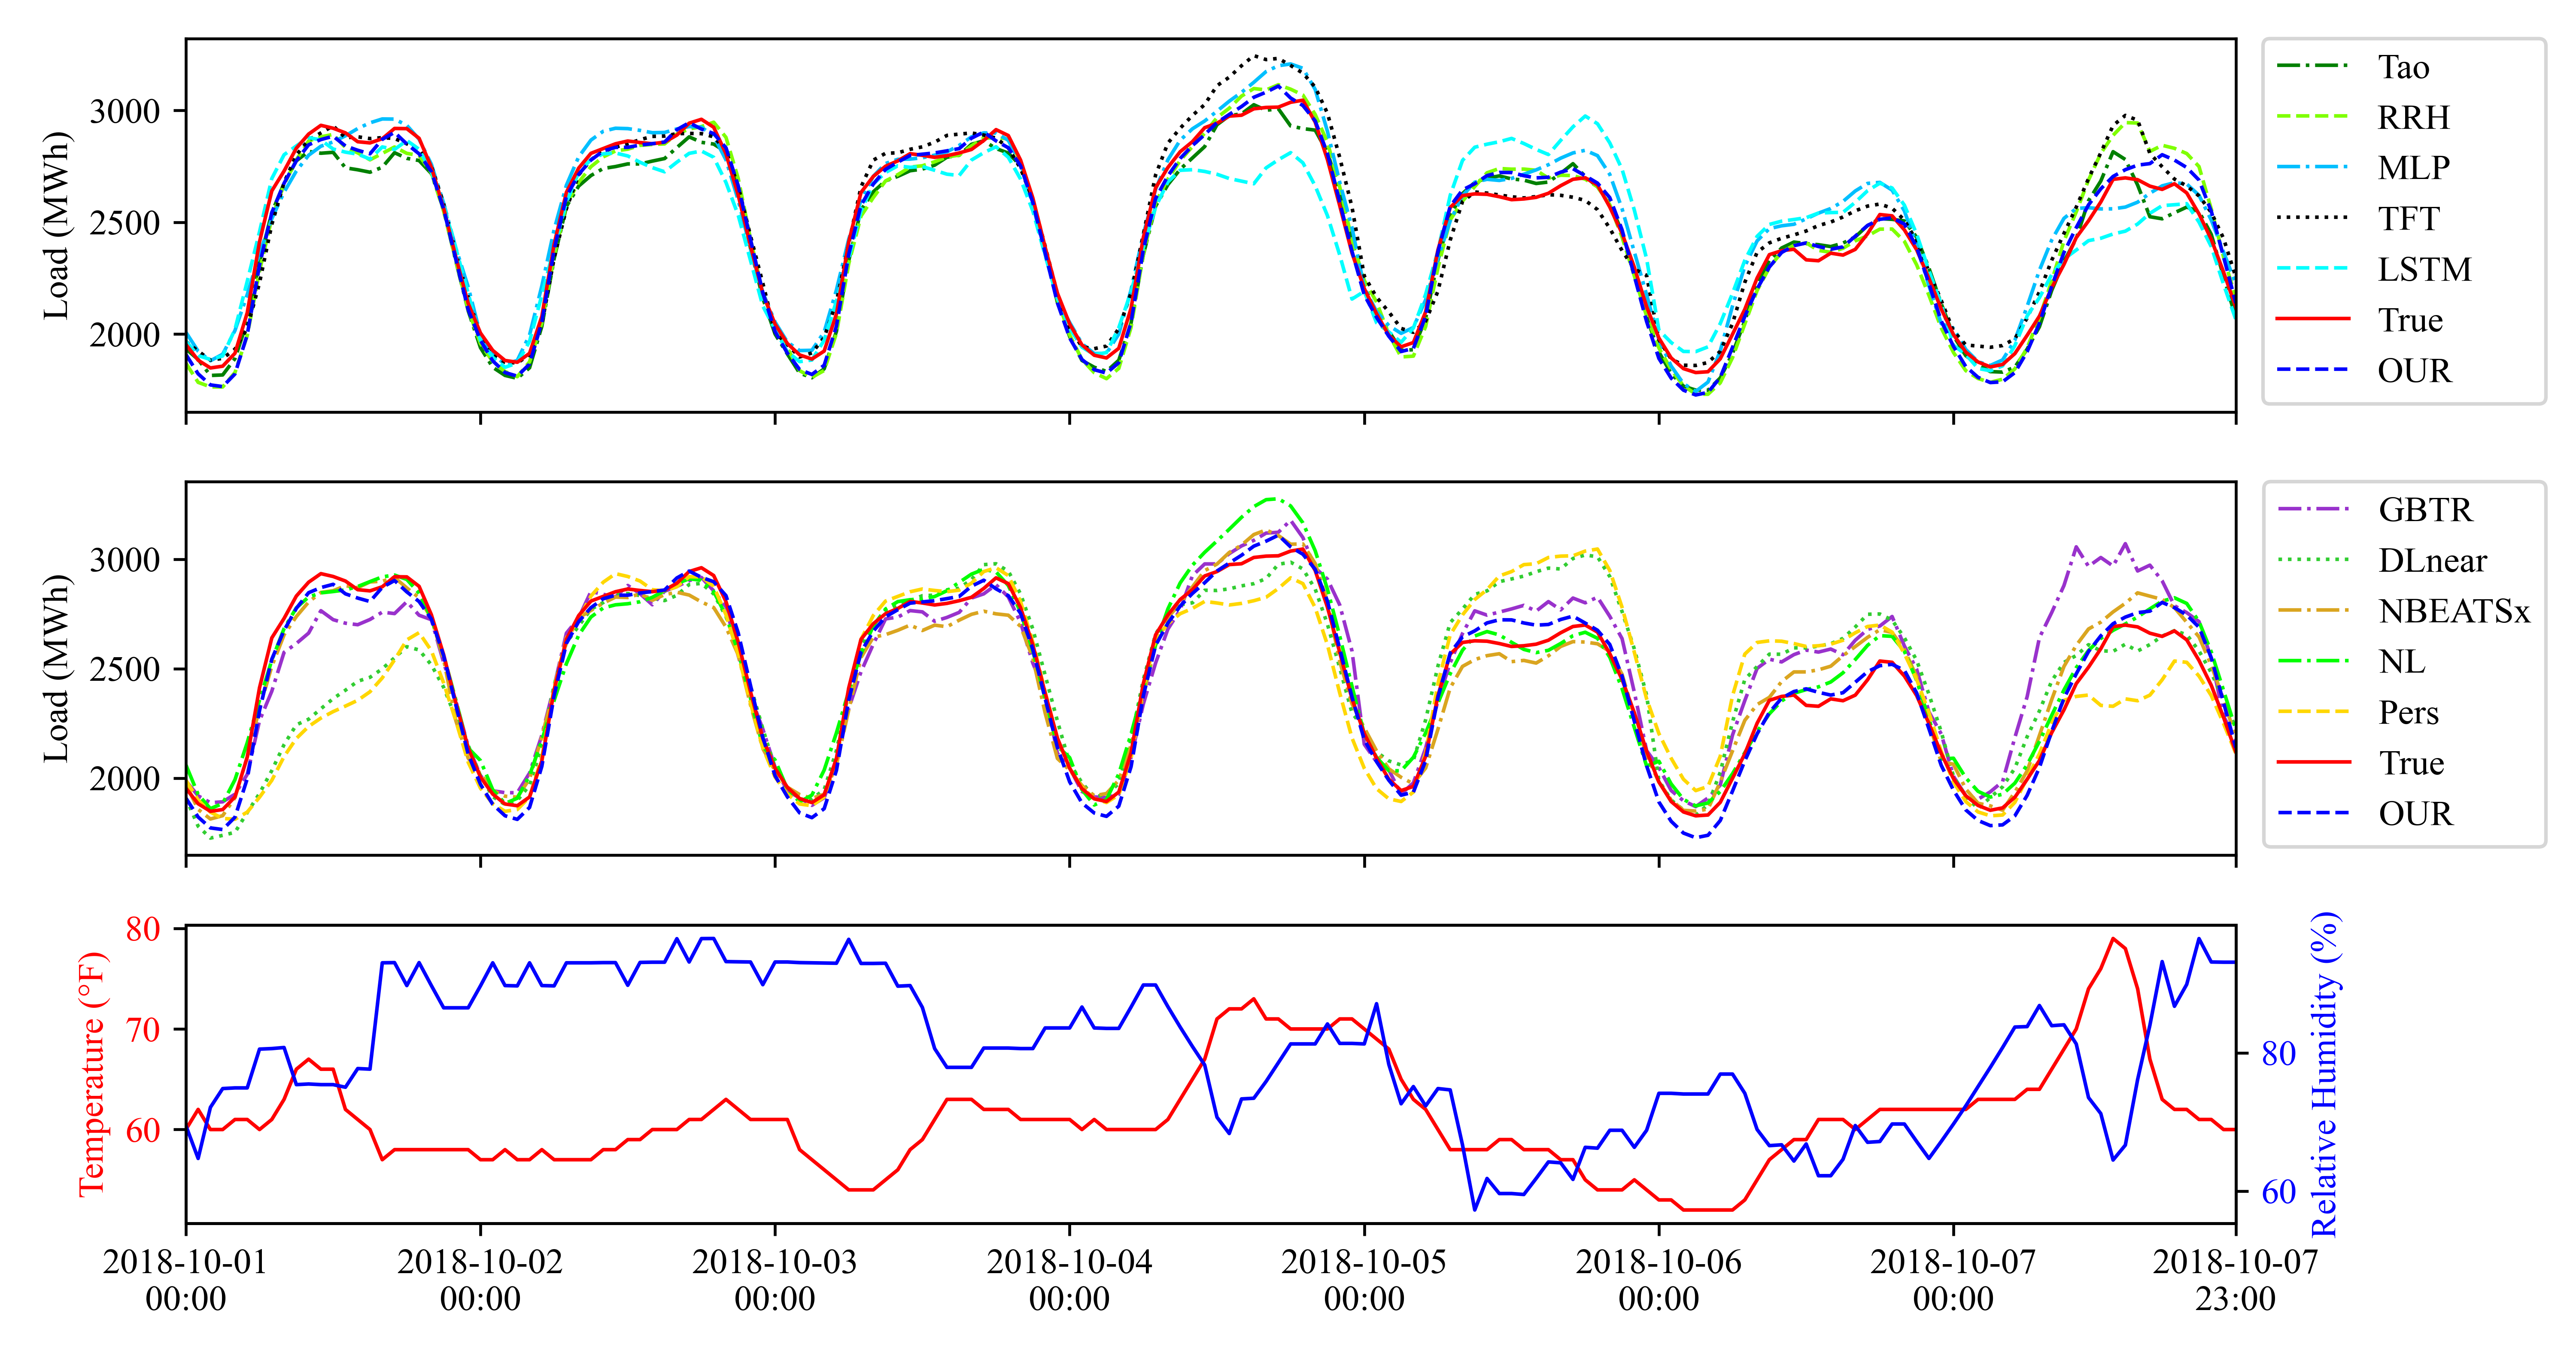 3000
2500
2000
Load (MWh)
Tao
RRH
MLP
TFT
LSTM
True
OUR
3000
2500
2000
Load (MWh)
GBTR
DLnear
NBEATSx
NL
Pers
True
OUR
80
70
60
Temperature (°F)
80
60
Relative Humidity (%)
2018-10-01 2018-10-02 2018-10-03 2018-10-04 2018-10-05 2018-10-06 2018-10-07 2018-10-07
00:00 00:00 00:00 00:00 00:00 00:00 00:00 23:00